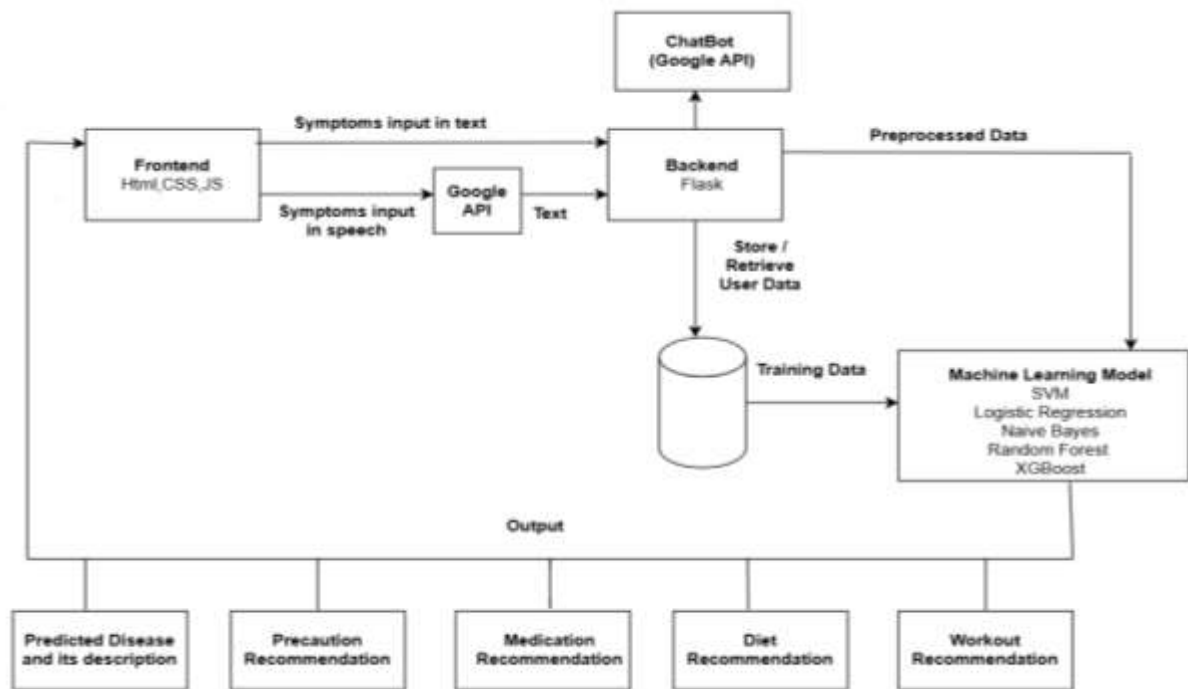 ChatBot
(Google API)
Symptoms input in text
Preprocessed Data
Frontend
Html,CSS,JS
Backend
Flask
Google
API
Symptoms input
in speech
Text
Store /
Retrieve
User Data
Training Data
Machine Learning Model
SVM
Logistic Regression
Naive Bayes
Random Forest
XGBoost
Output
Predicted Disease
and its description
Precaution
Recommendation
Medication
Recommendation
Diet
Recommendation
Workout
Recommendation